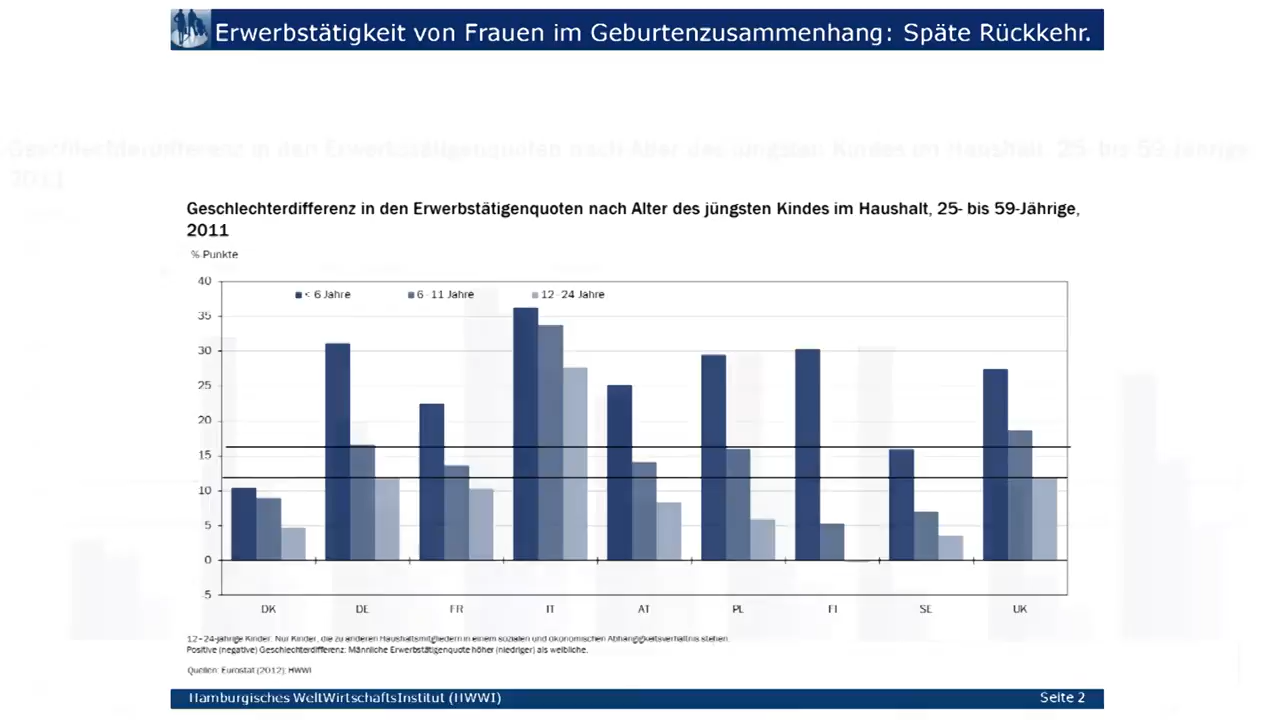 Erwerbstätigkeit von Frauen im Geburtenzusammenhang: Späte Rückkehr.
Geschlechterdifferenz in den Erwerbstätigenquoten nach Alter des jüngsten Kindes im Haushalt, 25- bis 59-Jährige,
2011
% Punkte
< 6 Jahre 6 - 11 Jahre 12 - 24 Jahre
40
35
30
25
20
15
10
5
0
5
DK DE FR IT AT PL FI SE UK
12 - 24-jährige Kinder: Nur Kinder, die zu anderen Haushaltsmitgliedern in einem sozialen und ökonomischen Abhängigkeitsverhältnis stehen.
Positive (negative) Geschlechterdifferenz: Männliche Erwerbstätigenquote höher (niedriger) als weibliche.
Quellen: Eurostat (2012); HWWI
Hamburgisches WeltWirtschaftsInstitut (HWWI) Seite 2